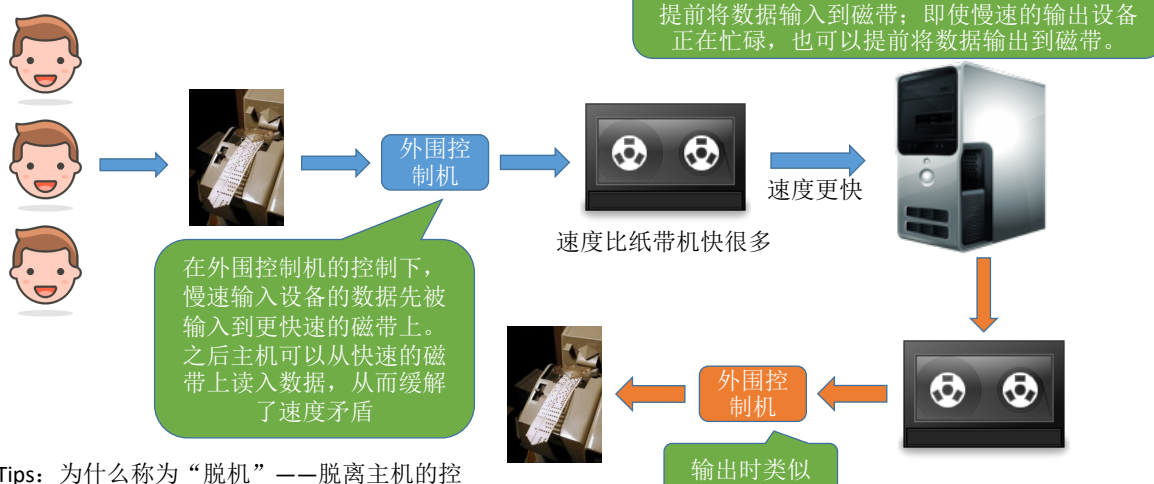 提前将数据输入到磁带；即使慢速的输出设备
正在忙碌，也可以提前将数据输出到磁带。
外围控
制机
速度更快
速度比纸带机快很多
在外围控制机的控制下，
慢速输入设备的数据先被
输入到更快速的磁带上。
之后主机可以从快速的磁
带上读入数据，从而缓解
了速度矛盾
外围控
制机
输出时类似
Tips：为什么称为“脱机”——脱离主机的控